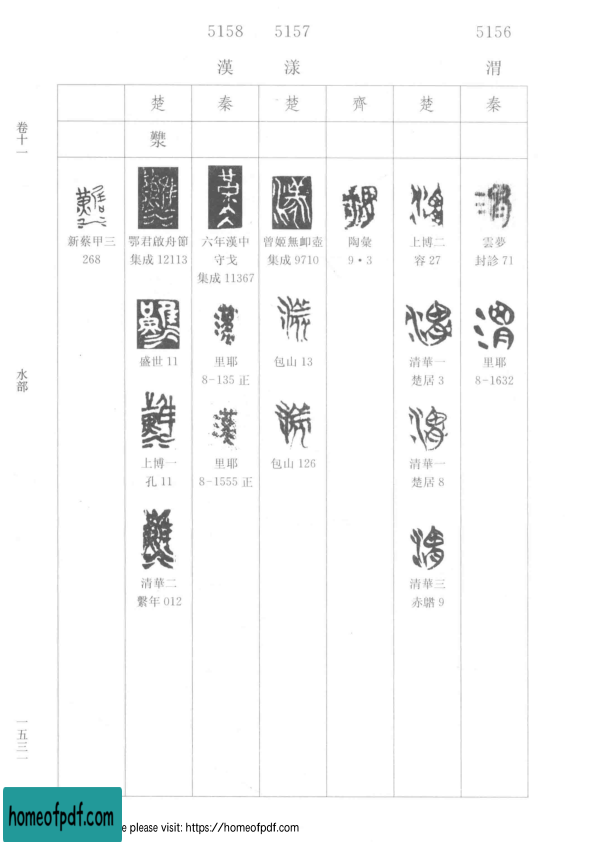 5158 5157 5156
漢 漾 渭
楚 秦 楚 齊 楚 秦
卷十一
水部
一五三一
雲夢
封診 71
里耶
8-1632
上博二
容 27
清華一
楚居 3
清華一
楚居 8
清華三
赤鵠 9
陶彙
9·3
曾姬無卹壺
集成 9710
包山 13
包山 126
六年漢中
守戈
集成 11367
里耶
8-135 正
里耶
8-1555 正
鄂君啟舟節
集成 12113
盛世 11
上博一
孔 11
清華二
繫年 012
新蔡甲三
268
homeofpdf.com
e please visit: https://homeofpdf.com